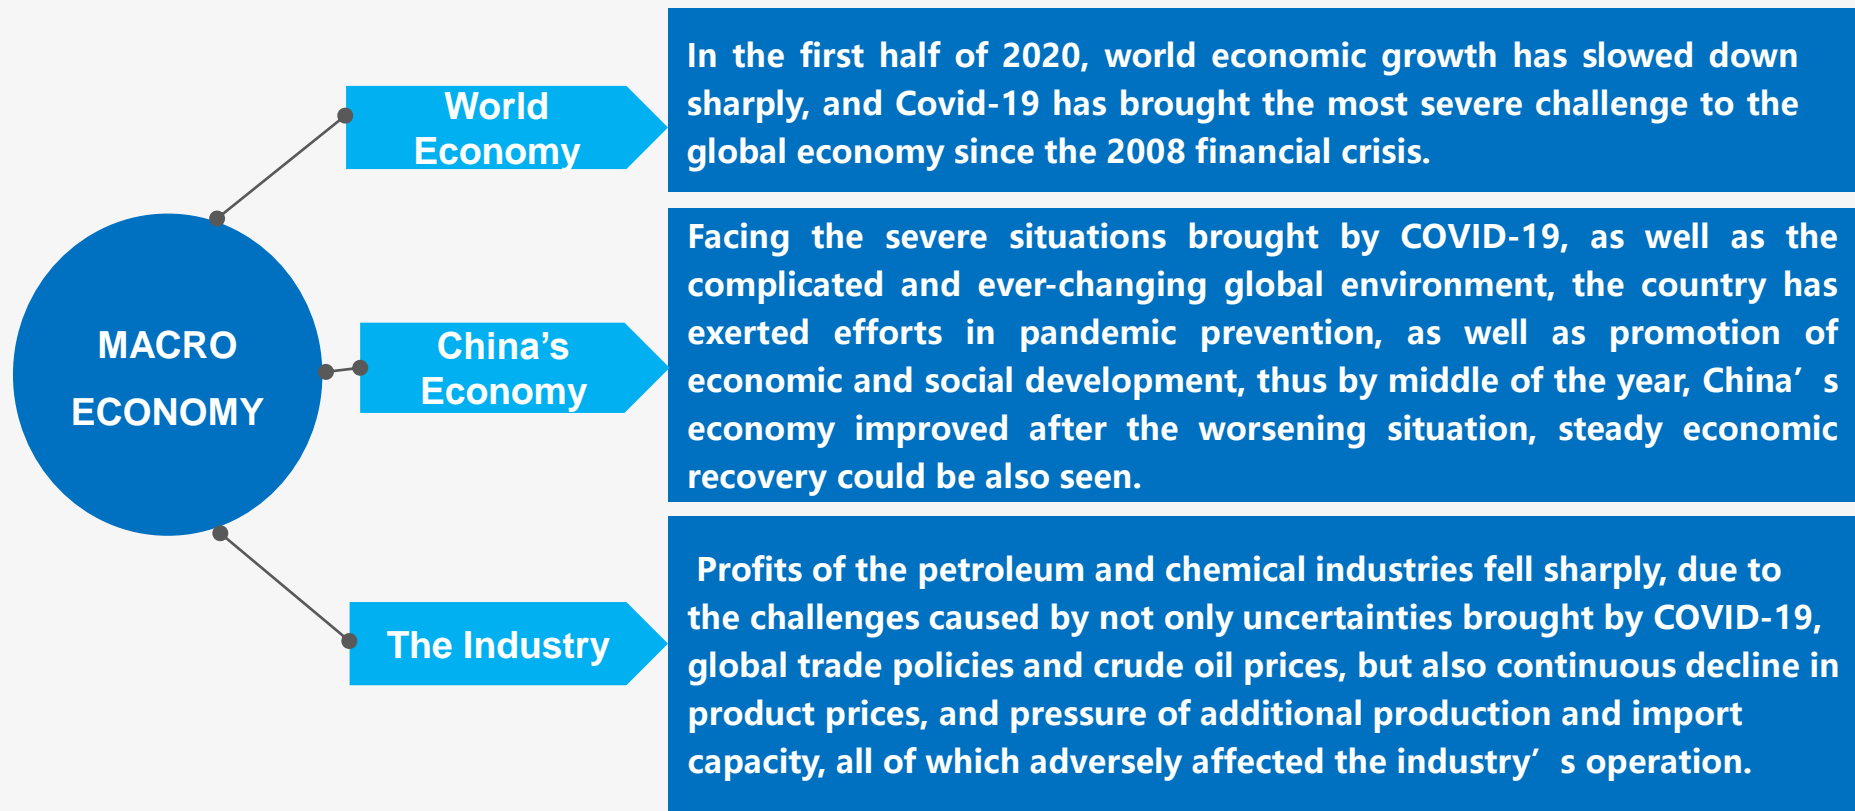 MACRO
ECONOMY
World
Economy
In the first half of 2020, world economic growth has slowed down
sharply, and Covid-19 has brought the most severe challenge to the
global economy since the 2008 financial crisis.
China’s
Economy
Facing the severe situations brought by COVID-19, as well as the
complicated and ever-changing global environment, the country has
exerted efforts in pandemic prevention, as well as promotion of
economic and social development, thus by middle of the year, China’s
economy improved after the worsening situation, steady economic
recovery could be also seen.
The Industry
Profits of the petroleum and chemical industries fell sharply, due to
the challenges caused by not only uncertainties brought by COVID-19,
global trade policies and crude oil prices, but also continuous decline in
product prices, and pressure of additional production and import
capacity, all of which adversely affected the industry’s operation.